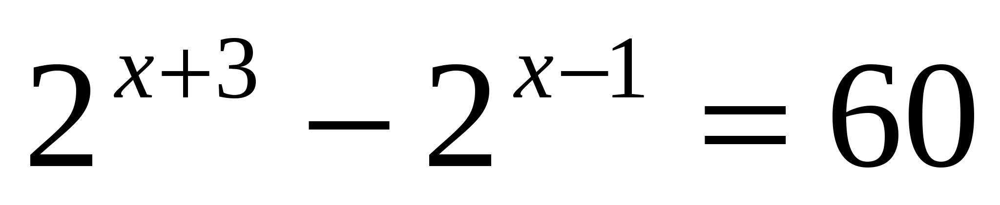 2^{x+3} − 2^{x−1} = 60